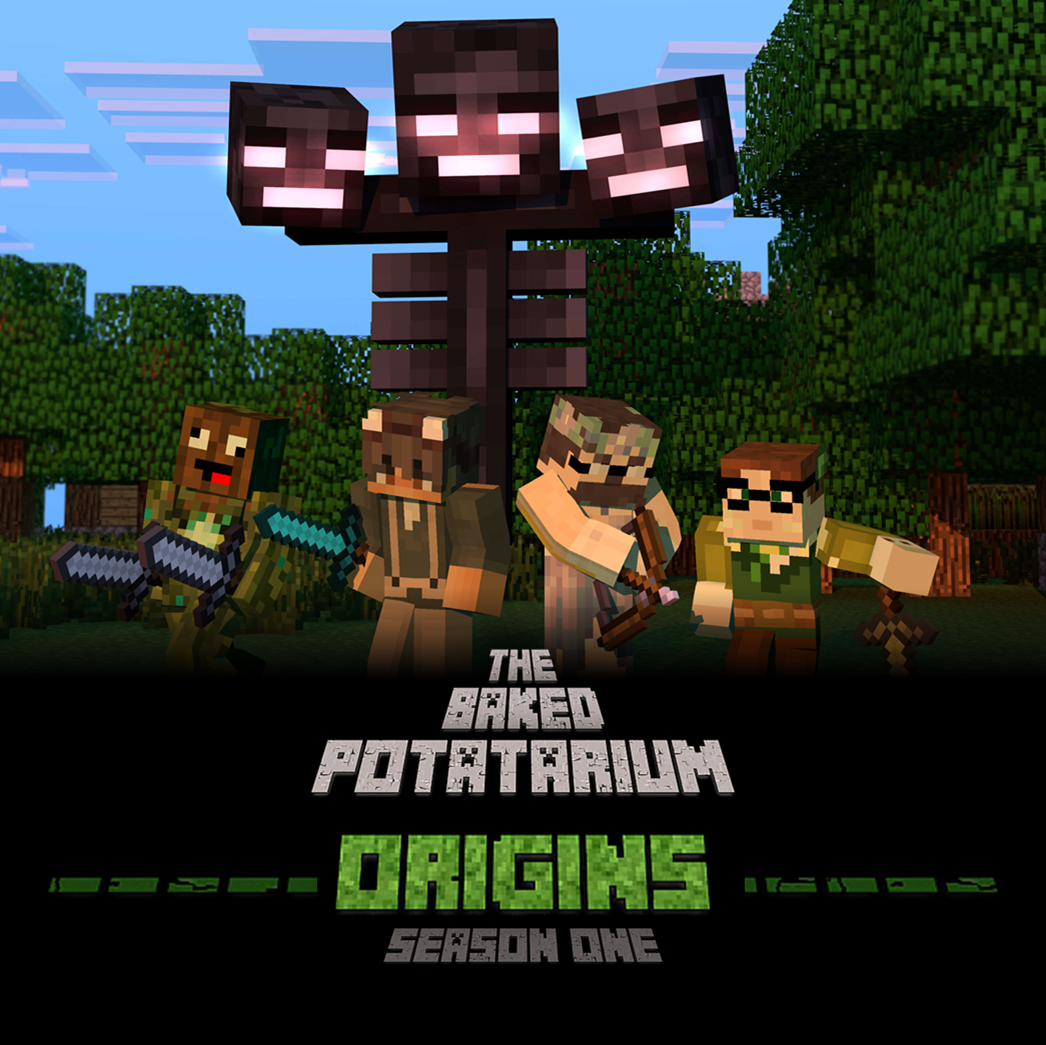 THE
BAKED
POTATARIUM
ORIGINS
SEASON ONE